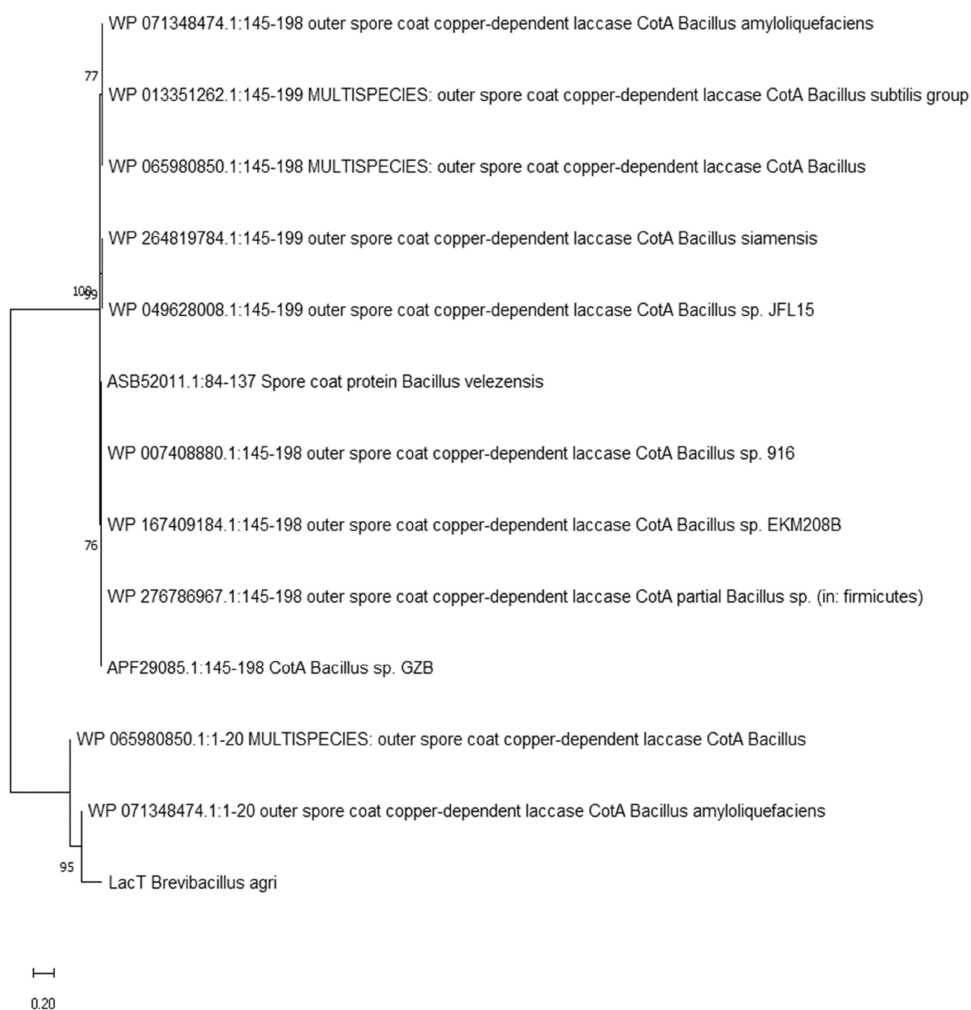 WP 071348474.1:145-198 outer spore coat copper-dependent laccase CotA Bacillus amyloliquefaciens
77
WP 013351262.1:145-199 MULTISPECIES: outer spore coat copper-dependent laccase CotA Bacillus subtilis group
WP 065980850.1:145-198 MULTISPECIES: outer spore coat copper-dependent laccase CotA Bacillus
WP 264819784.1:145-199 outer spore coat copper-dependent laccase CotA Bacillus siamensis
100
99
WP 049628008.1:145-199 outer spore coat copper-dependent laccase CotA Bacillus sp. JFL15
ASB52011.1:84-137 Spore coat protein Bacillus velezensis
WP 007408880.1:145-198 outer spore coat copper-dependent laccase CotA Bacillus sp. 916
WP 167409184.1:145-198 outer spore coat copper-dependent laccase CotA Bacillus sp. EKM208B
76
WP 276786967.1:145-198 outer spore coat copper-dependent laccase CotA partial Bacillus sp. (in: firmicutes)
APF29085.1:145-198 CotA Bacillus sp. GZB
WP 065980850.1:1-20 MULTISPECIES: outer spore coat copper-dependent laccase CotA Bacillus
WP 071348474.1:1-20 outer spore coat copper-dependent laccase CotA Bacillus amyloliquefaciens
95
LacT Brevibacillus agri
0.20